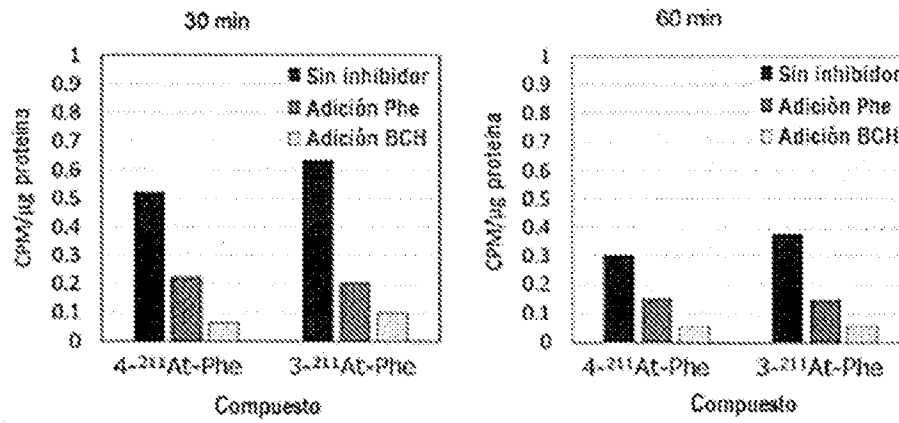 30 min
1
0.9
0.8
0.7
0.6
0.5
0.4
0.3
0.2
0.1
0
CPM/µg proteína
Sin inhibidor
Adición Phe
Adición BCH
4-²¹¹At-Phe 3-²¹¹At-Phe
Compuesto
60 min
1
0.9
0.8
0.7
0.6
0.5
0.4
0.3
0.2
0.1
0
CPM/µg proteína
Sin inhibidor
Adición Phe
Adición BCH
4-²¹¹At-Phe 3-²¹¹At-Phe
Compuesto